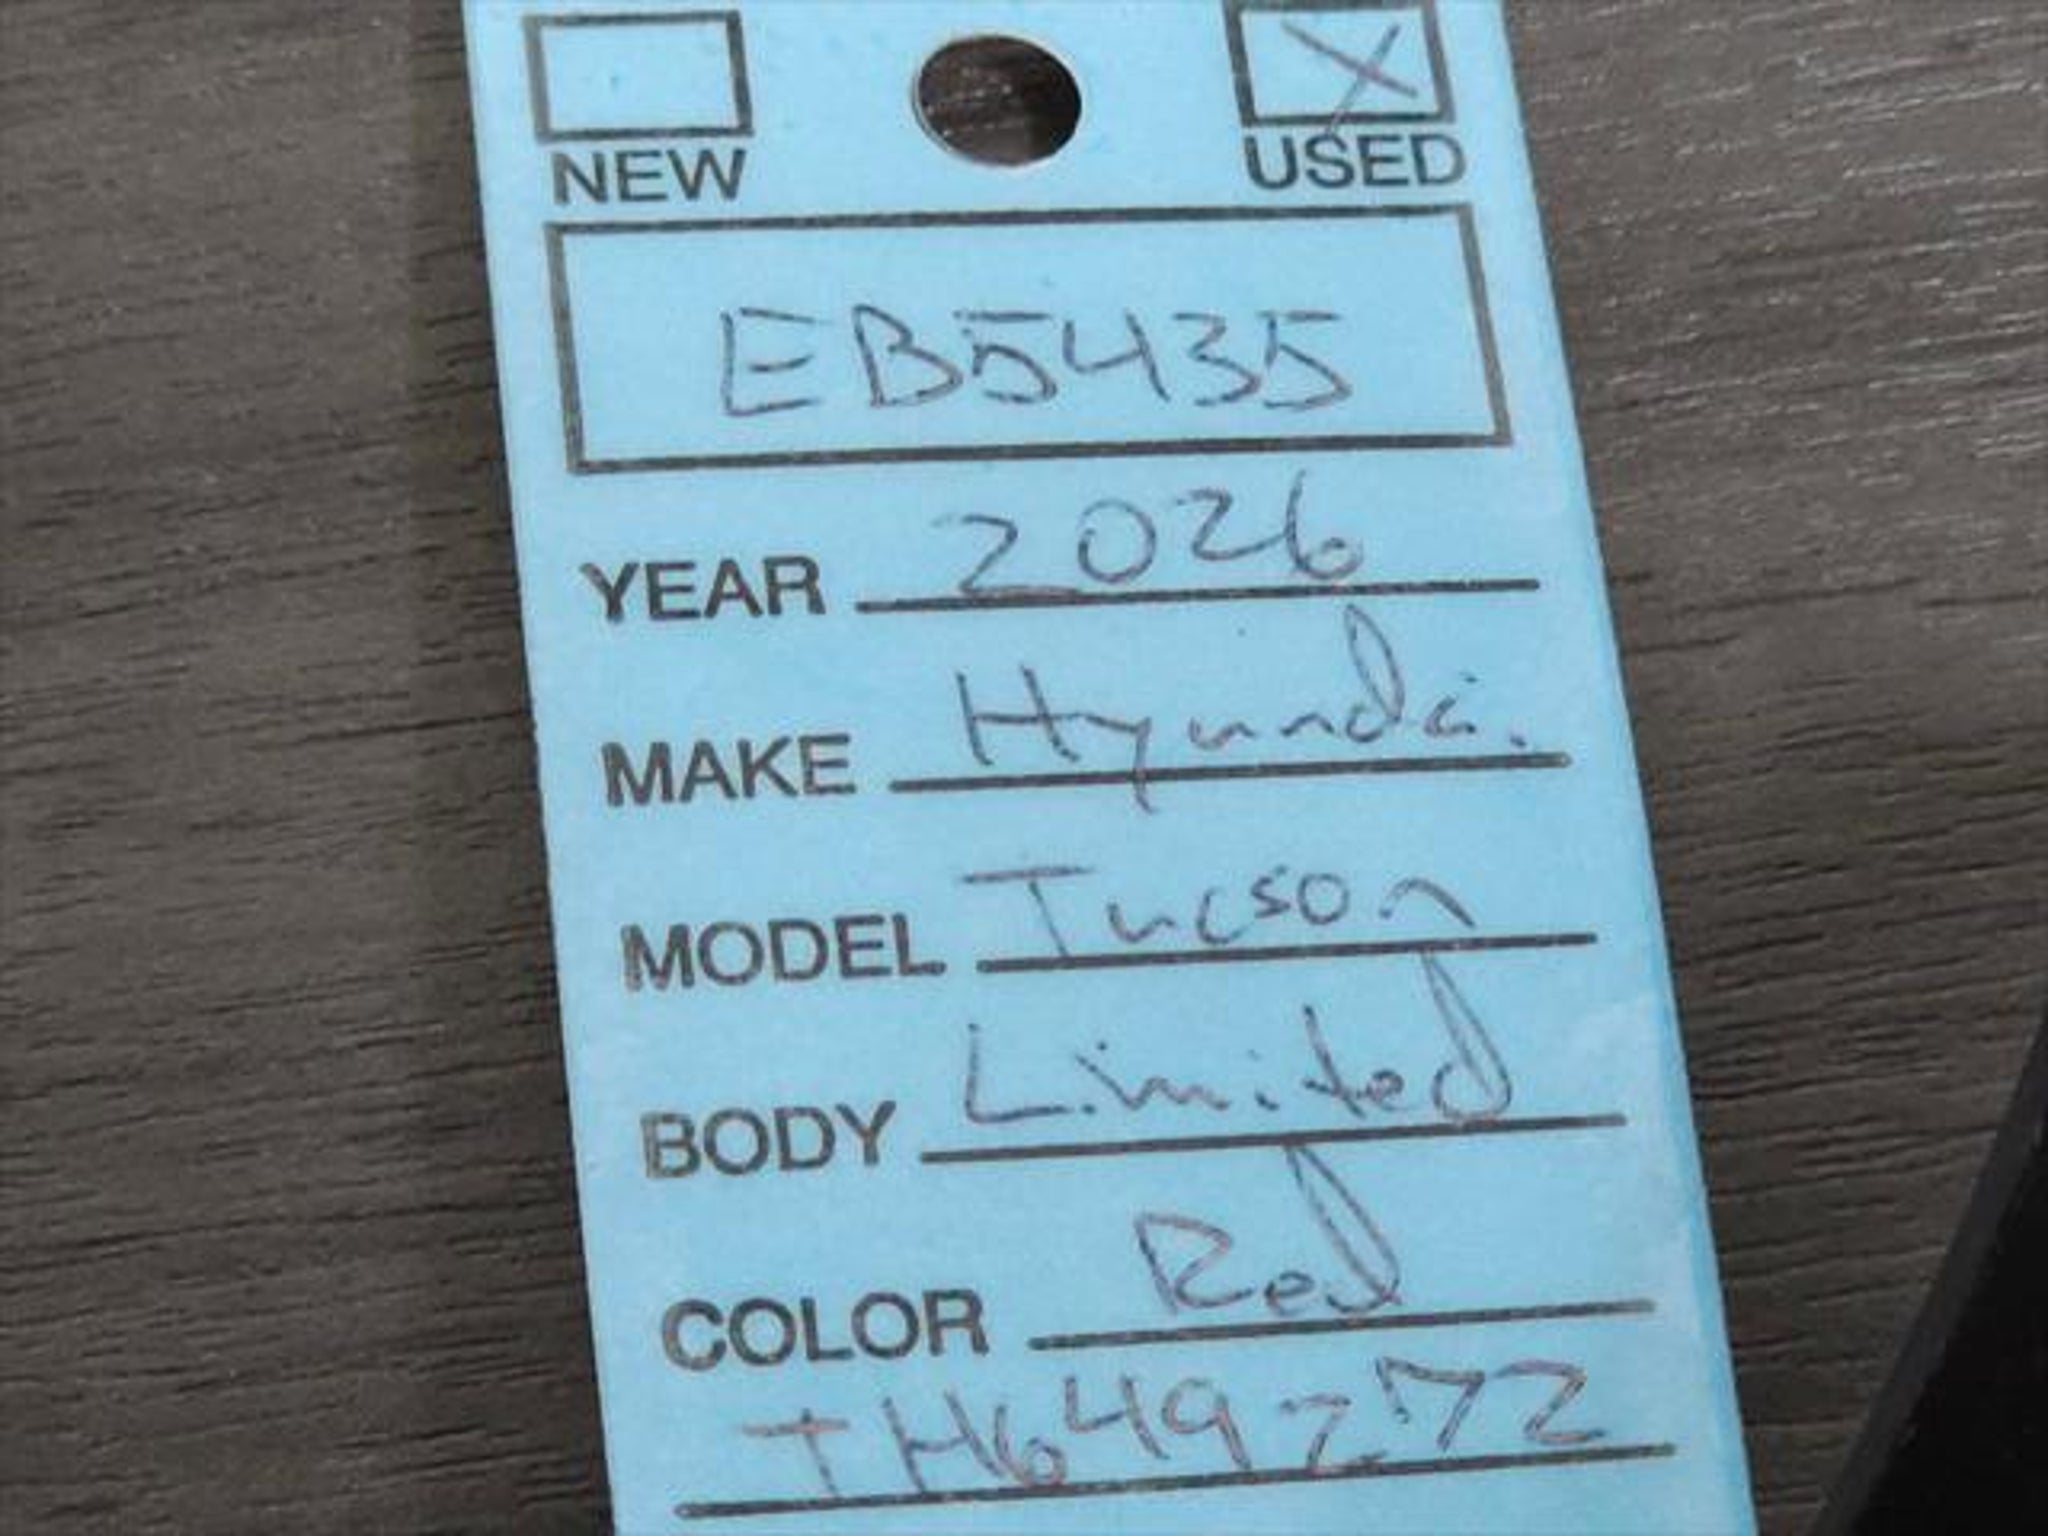 NEW USED
EB5435
YEAR 2026
MAKE Hyundai.
MODEL Tucson
BODY Limited
COLOR Red
TH649272